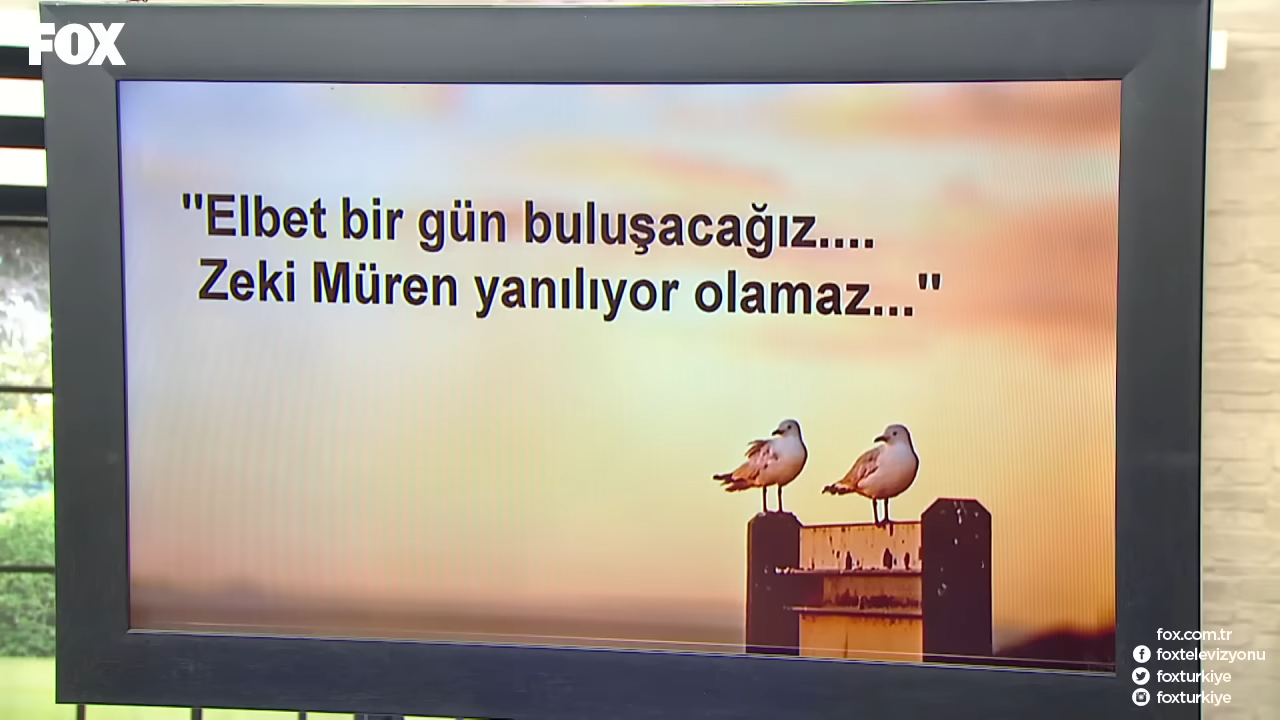 FOX
"Elbet bir gün buluşacağız....
Zeki Müren yanılıyor olamaz..."
fox.com.tr
foxtelevizyonu
foxturkiye
foxturkiye